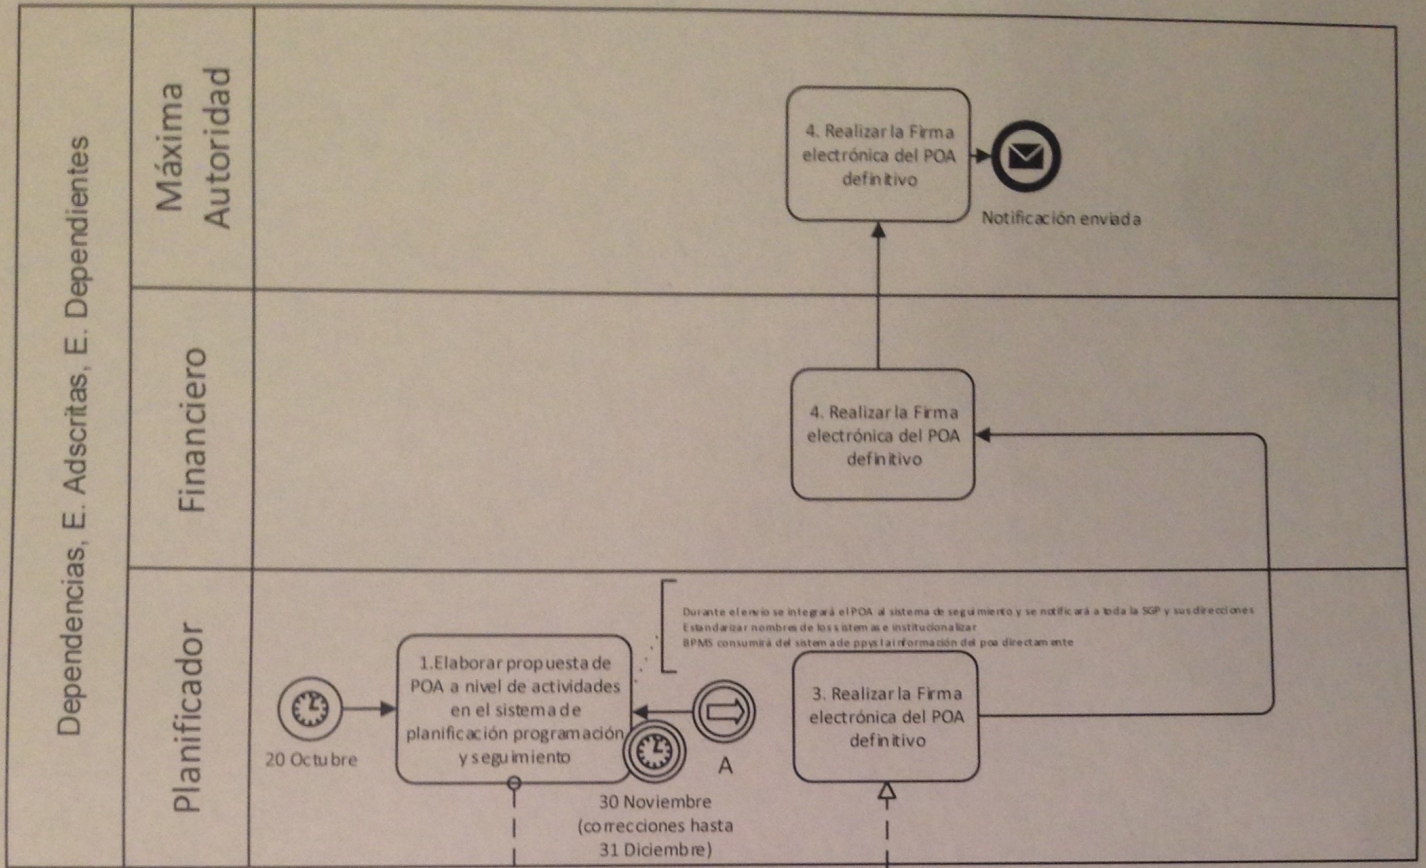 Dependencias, E. Adscritas, E. Dependientes
Máxima
Autoridad
4. Realizar la Firma
electrónica del POA
definitivo
Notificación enviada
Financiero
4. Realizar la Firma
electrónica del POA
definitivo
Planificador
Durante el envio se integrará el POA al sistema de seguimiento y se notificará a toda la SGP y sus direcciones
Estandarizar nombres de los sistemas e institucionalizar
BPMS consumirá del sistema de ppys la información del poa directamente
20 Octubre
1.Elaborar propuesta de
POA a nivel de actividades
en el sistema de
planificación programación
y seguimiento
A
30 Noviembre
(correcciones hasta
31 Diciembre)
3. Realizar la Firma
electrónica del POA
definitivo